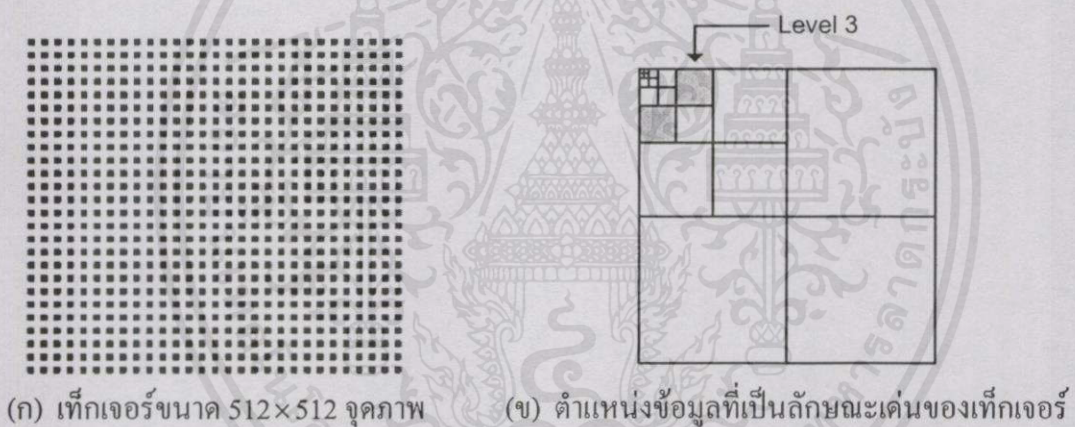 Level 3
(ก) เท็กเจอร์ขนาด 512×512 จุดภาพ
(ข) ตำแหน่งข้อมูลที่เป็นลักษณะเด่นของเท็กเจอร์